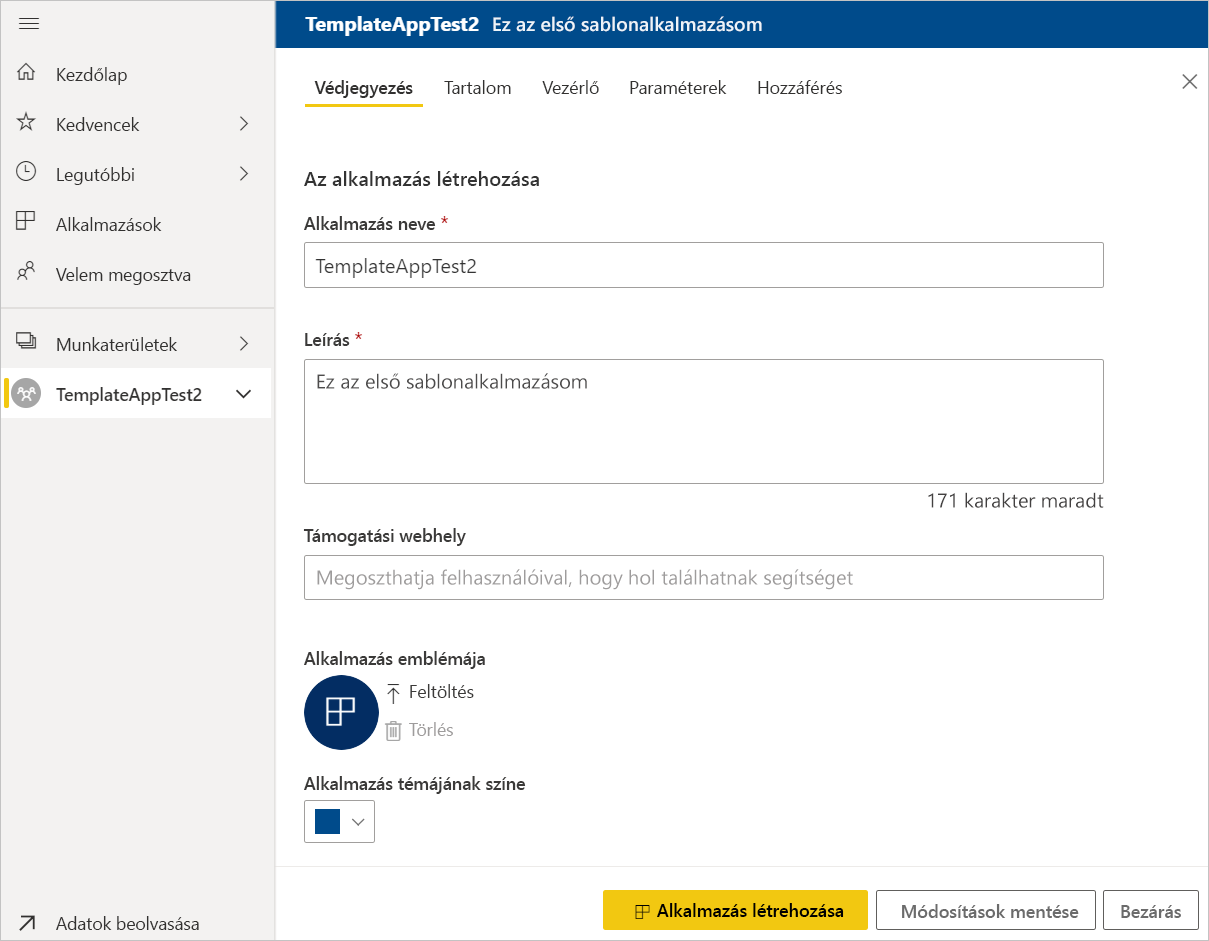 TemplateAppTest2 Ez az első sablonalkalmazásom
Kezdőlap
Kedvencek
Legutóbbi
Alkalmazások
Velem megosztva
Munkaterületek
TemplateAppTest2
Adatok beolvasása
Védjegyezés Tartalom Vezérlő Paraméterek Hozzáférés
Az alkalmazás létrehozása
Alkalmazás neve *
TemplateAppTest2
Leírás *
Ez az első sablonalkalmazásom
171 karakter maradt
Támogatási webhely
Megoszthatja felhasználóival, hogy hol találhatnak segítséget
Alkalmazás emblémája
Feltöltés
Törlés
Alkalmazás témájának színe
Alkalmazás létrehozása Módosítások mentése Bezárás